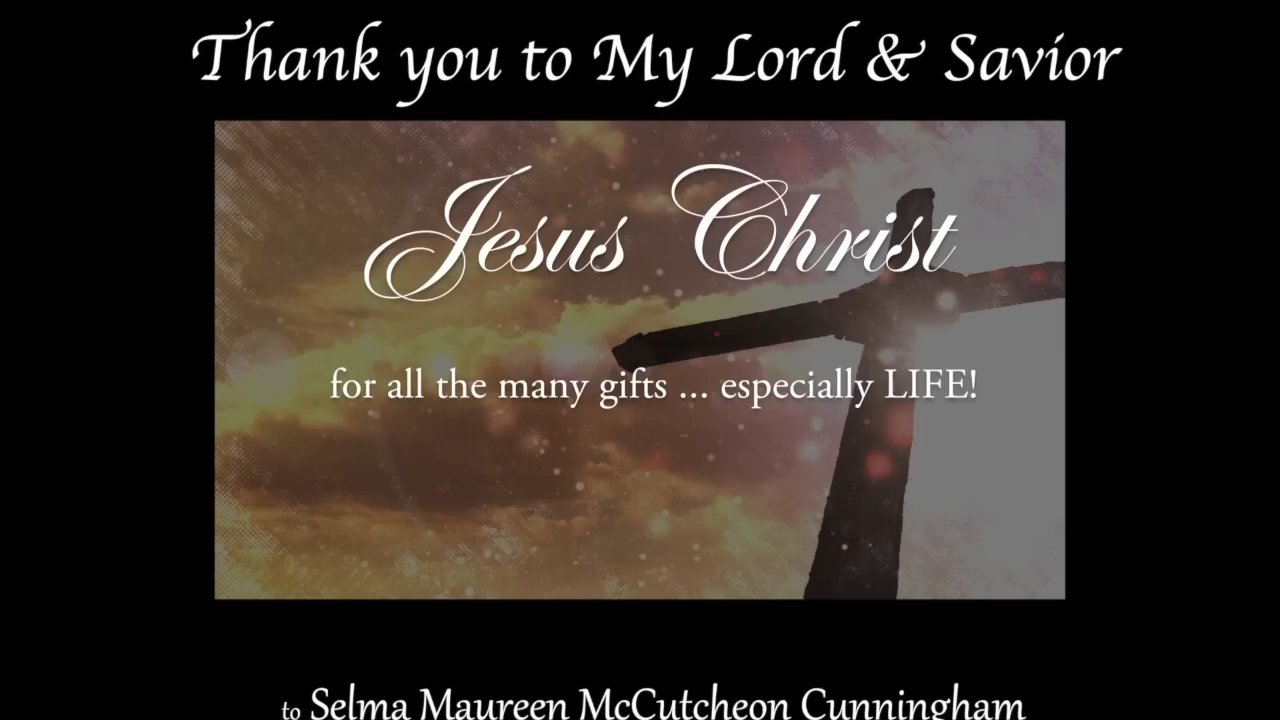 Thank you to My Lord & Savior
Jesus Christ
for all the many gifts ... especially LIFE!
to Selma Maureen McCutcheon Cunningham